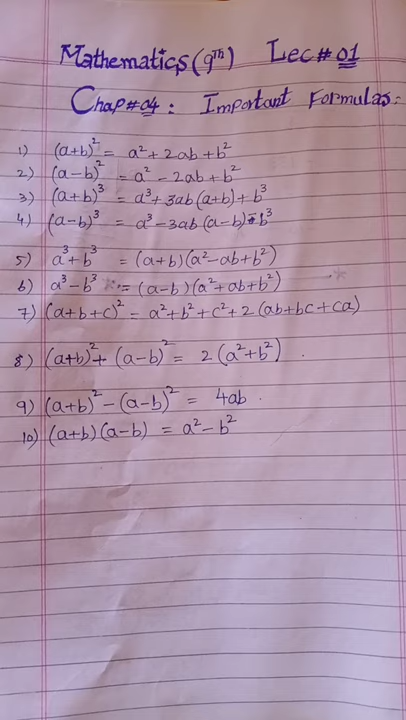 Mathematics (9th) Lec # 01
Chap # 04 : Important Formulas :
1) (a+b)² = a² + 2ab + b²
2) (a-b)² = a² - 2ab + b²
3) (a+b)³ = a³ + 3ab (a+b) + b³
4) (a-b)³ = a³ - 3ab (a-b) - b³
5) a³ + b³ = (a+b) (a² - ab + b²)
6) a³ - b³ = (a-b) (a² + ab + b²)
7) (a+b+c)² = a² + b² + c² + 2 (ab + bc + ca)
8) (a+b)² + (a-b)² = 2 (a² + b²) .
9) (a+b)² - (a-b)² = 4ab .
10) (a+b) (a-b) = a² - b²